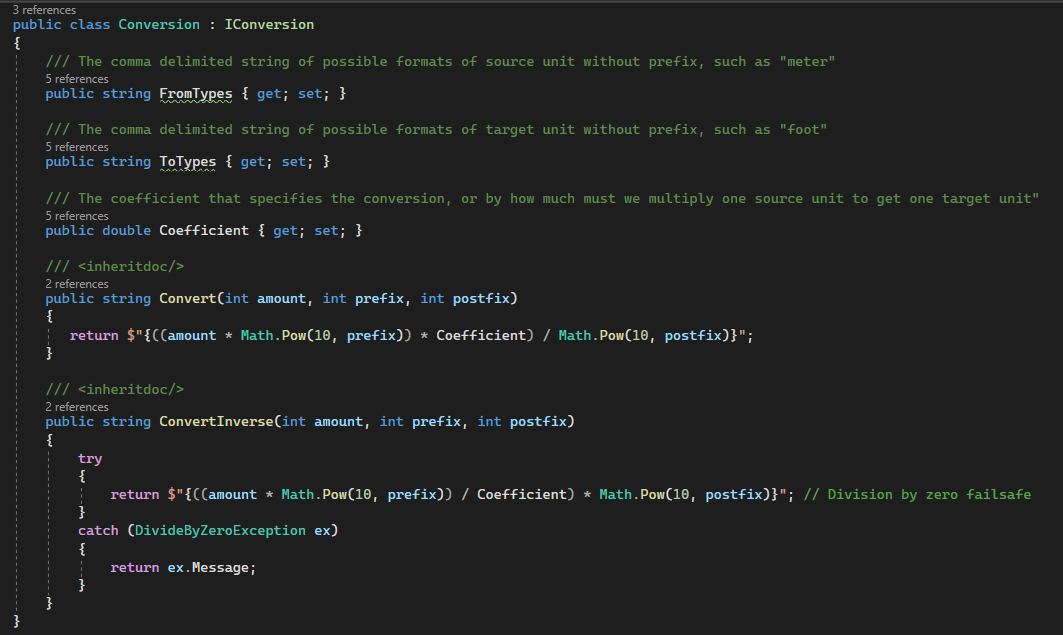 3 references
public class Conversion : IConversion
{
/// The comma delimited string of possible formats of source unit without prefix, such as "meter"
5 references
public string FromTypes { get; set; }
/// The comma delimited string of possible formats of target unit without prefix, such as "foot"
5 references
public string ToTypes { get; set; }
/// The coefficient that specifies the conversion, or by how much must we multiply one source unit to get one target unit"
5 references
public double Coefficient { get; set; }
/// <inheritdoc/>
2 references
public string Convert(int amount, int prefix, int postfix)
{
return $"{((amount * Math.Pow(10, prefix)) * Coefficient) / Math.Pow(10, postfix)}";
}
/// <inheritdoc/>
2 references
public string ConvertInverse(int amount, int prefix, int postfix)
{
try
{
return $"{((amount * Math.Pow(10, prefix)) / Coefficient) * Math.Pow(10, postfix)}"; // Division by zero failsafe
}
catch (DivideByZeroException ex)
{
return ex.Message;
}
}
}